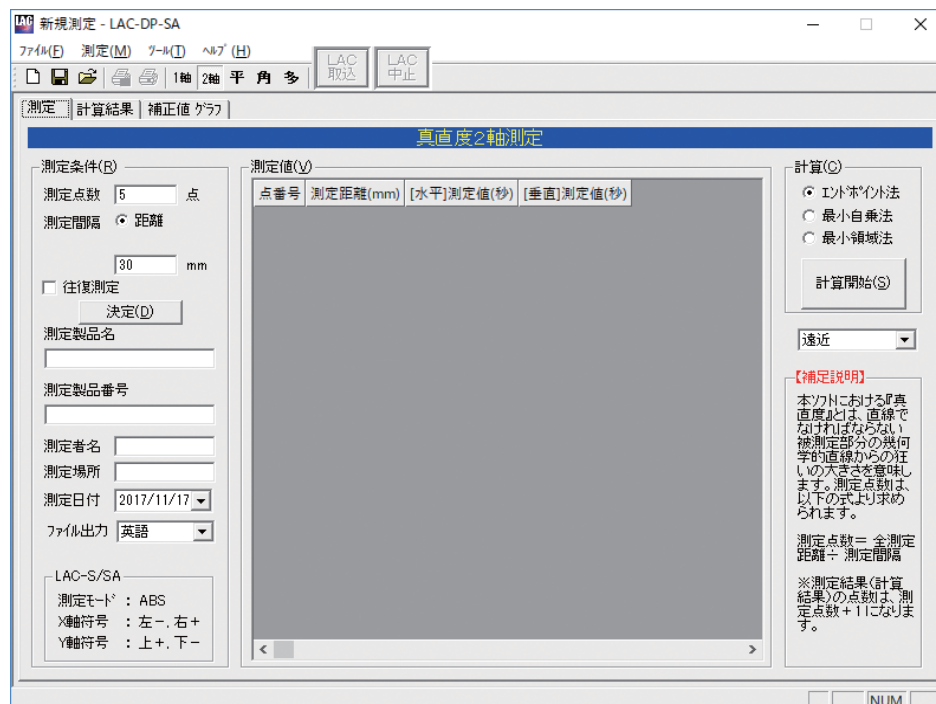 LAC 新規測定 - LAC-DP-SA
ﾌｧｲﾙ(F) 測定(M) ﾂｰﾙ(T) ﾍﾙﾌﾟ(H)
LAC
取込
LAC
中止
1軸 2軸 平 角 多
測定 計算結果 補正値 ｸﾞﾗﾌ
真直度2軸測定
測定条件(R)
測定点数 5 点
測定間隔 距離
30 mm
往復測定
決定(D)
測定製品名
測定製品番号
測定者名
測定場所
測定日付 2017/11/17
ﾌｧｲﾙ出力 英語
LAC-S/SA
測定ﾓｰﾄﾞ : ABS
X軸符号 : 左-, 右+
Y軸符号 : 上+, 下-
測定値(V)
点番号 測定距離(mm) [水平]測定値(秒) [垂直]測定値(秒)
計算(C)
ｴﾝﾄﾞﾎﾟｲﾝﾄ法
最小自乗法
最小領域法
計算開始(S)
遠近
【補足説明】
本ｿﾌﾄにおける『真
直度』とは、直線で
なければならない
被測定部分の幾何
学的直線からの狂
いの大きさを意味し
ます。測定点数は、
以下の式より求め
られます。
測定点数= 全測定
距離÷ 測定間隔
※測定結果(計算
結果)の点数は、測
定点数+1になりま
す。
NUM